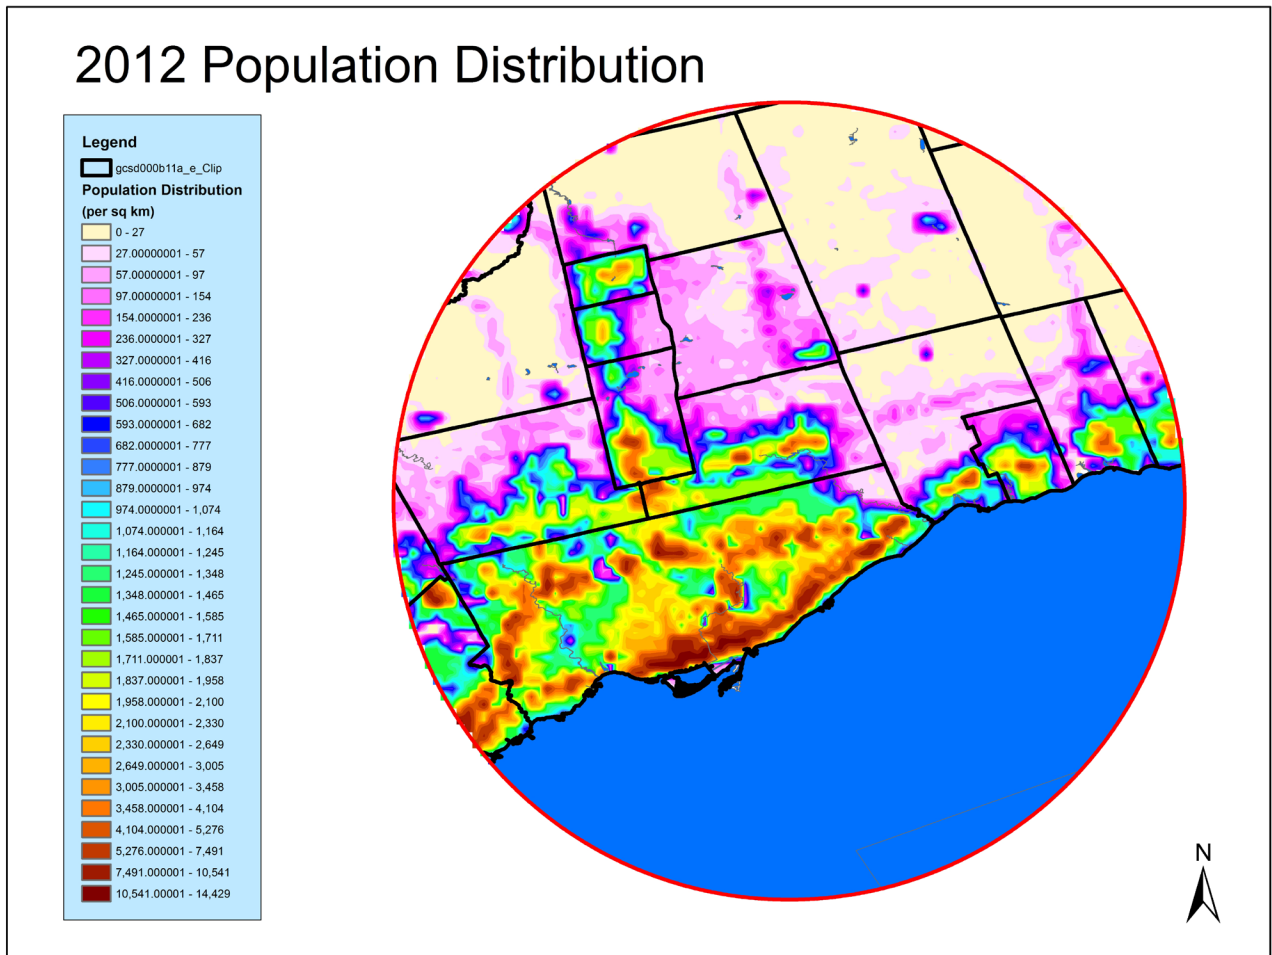 2012 Population Distribution
Legend
gcsd000b11a_e_Clip
Population Distribution
(per sq km)
0 - 27
27.00000001 - 57
57.00000001 - 97
97.00000001 - 154
154.0000001 - 236
236.0000001 - 327
327.0000001 - 416
416.0000001 - 506
506.0000001 - 593
593.0000001 - 682
682.0000001 - 777
777.0000001 - 879
879.0000001 - 974
974.0000001 - 1,074
1,074.000001 - 1,164
1,164.000001 - 1,245
1,245.000001 - 1,348
1,348.000001 - 1,465
1,465.000001 - 1,585
1,585.000001 - 1,711
1,711.000001 - 1,837
1,837.000001 - 1,958
1,958.000001 - 2,100
2,100.000001 - 2,330
2,330.000001 - 2,649
2,649.000001 - 3,005
3,005.000001 - 3,458
3,458.000001 - 4,104
4,104.000001 - 5,276
5,276.000001 - 7,491
7,491.000001 - 10,541
10,541.00001 - 14,429
N